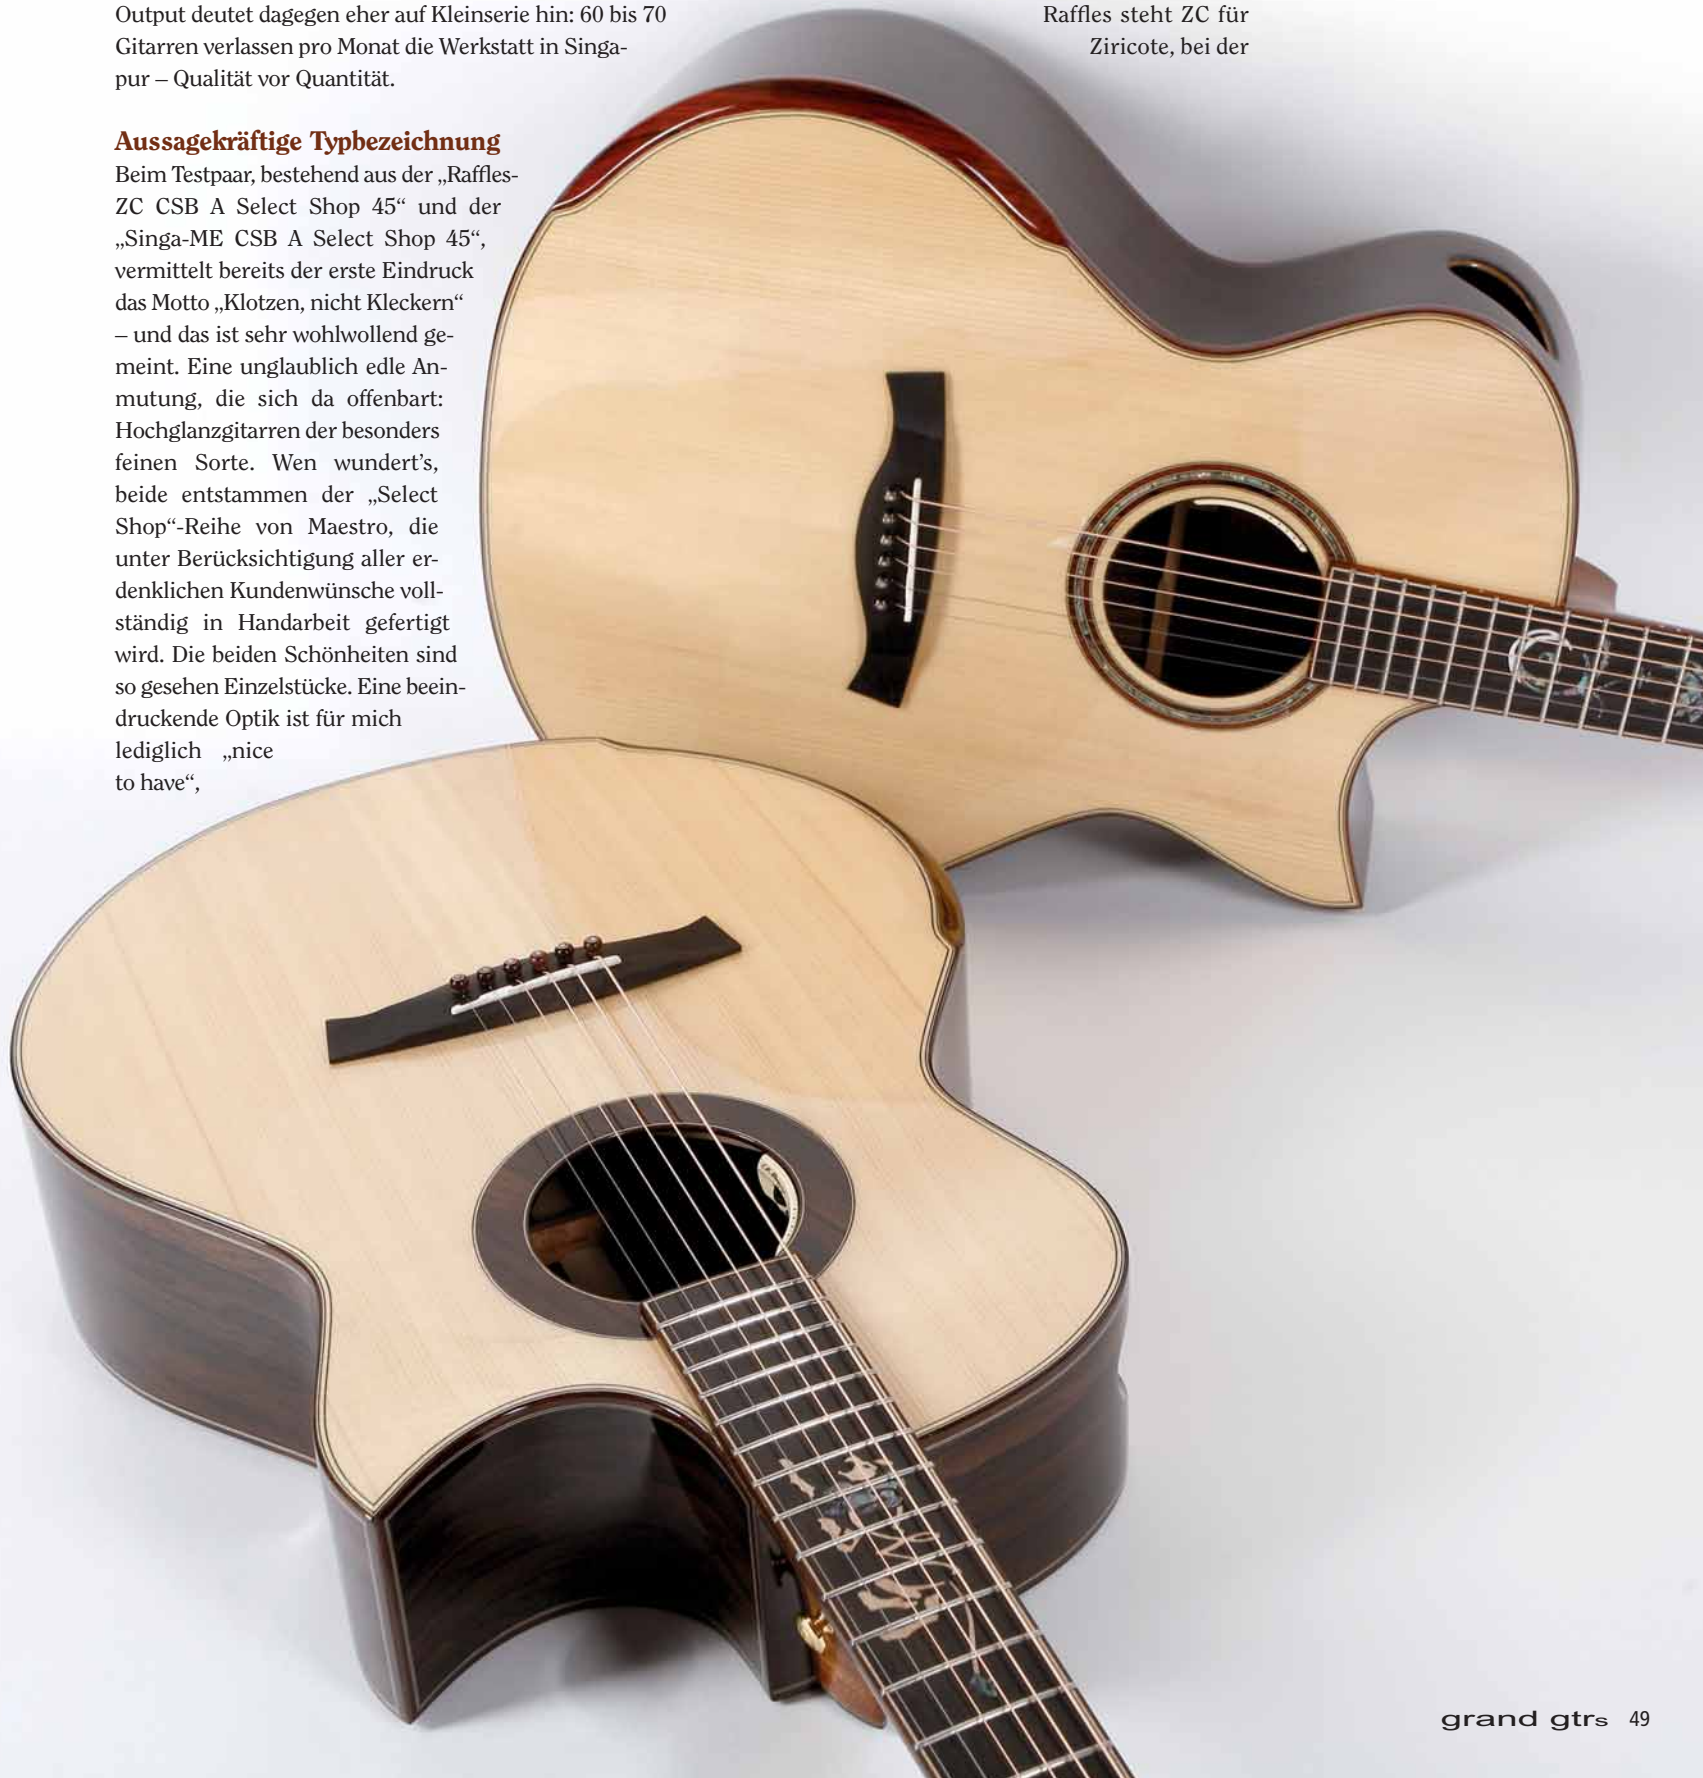 Output deutet dagegen eher auf Kleinserie hin: 60 bis 70
Gitarren verlassen pro Monat die Werkstatt in Singa-
pur – Qualität vor Quantität.
Aussagekräftige Typbezeichnung
Beim Testpaar, bestehend aus der „Raffles-
ZC CSB A Select Shop 45“ und der
„Singa-ME CSB A Select Shop 45“,
vermittelt bereits der erste Eindruck
das Motto „Klotzen, nicht Kleckern“
– und das ist sehr wohlwollend ge-
meint. Eine unglaublich edle An-
mutung, die sich da offenbart:
Hochglanzgitarren der besonders
feinen Sorte. Wen wundert’s,
beide entstammen der „Select
Shop“-Reihe von Maestro, die
unter Berücksichtigung aller er-
denklichen Kundenwünsche voll-
ständig in Handarbeit gefertigt
wird. Die beiden Schönheiten sind
so gesehen Einzelstücke. Eine beein-
druckende Optik ist für mich
lediglich „nice
to have“,
Raffles steht ZC für
Ziricote, bei der
grand gtrs 49